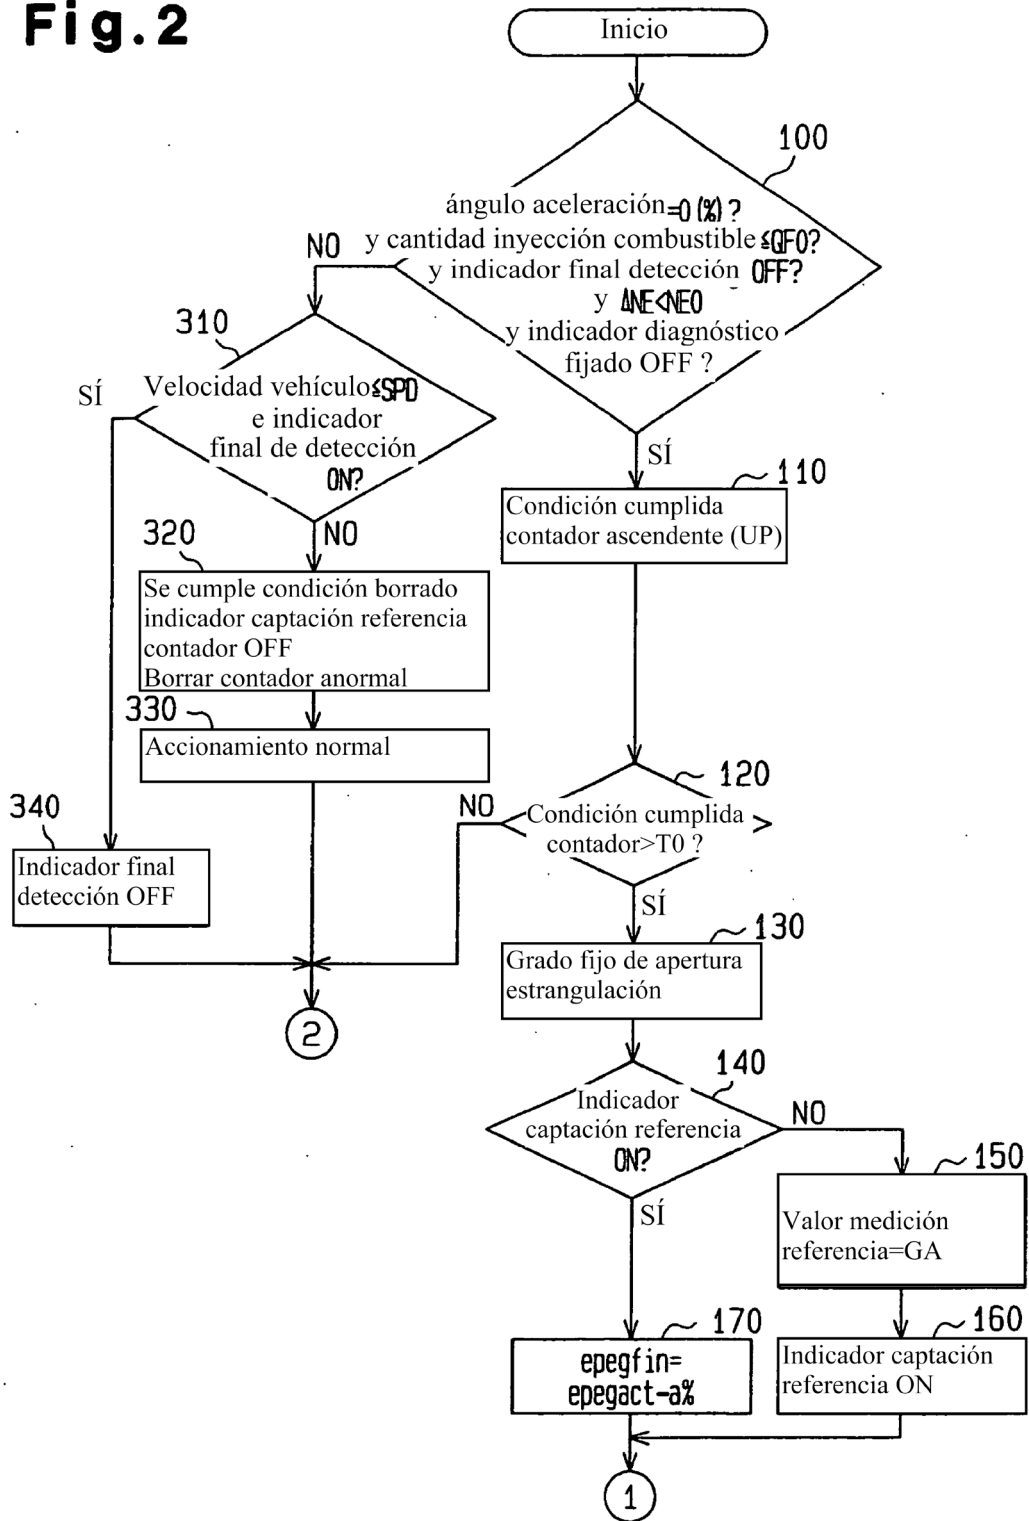 Fig.2
Inicio
100
ángulo aceleración=0 (%) ?
y cantidad inyección combustible≤QF0?
y indicador final detección OFF?
y ΔNE<NE0
y indicador diagnóstico
fijado OFF ?
NO
SÍ
310
Velocidad vehículo≤SPD
e indicador
final de detección
ON?
SÍ
NO
110
Condición cumplida
contador ascendente (UP)
320
Se cumple condición borrado
indicador captación referencia
contador OFF
Borrar contador anormal
330
Accionamiento normal
120
Condición cumplida
contador>T0 ?
NO
SÍ
340
Indicador final
detección OFF
130
Grado fijo de apertura
estrangulación
2
140
Indicador
captación referencia
ON?
NO
SÍ
150
Valor medición
referencia=GA
160
Indicador captación
referencia ON
170
epegfin=
epegact-a%
1